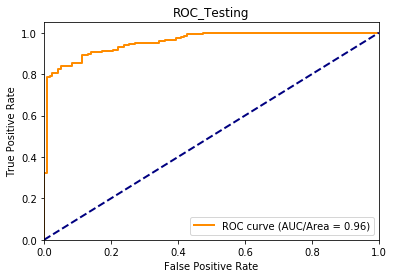 ROC_Testing
1.0
0.8
0.6
0.4
0.2
0.0
True Positive Rate
ROC curve (AUC/Area = 0.96)
0.0 0.2 0.4 0.6 0.8 1.0
False Positive Rate